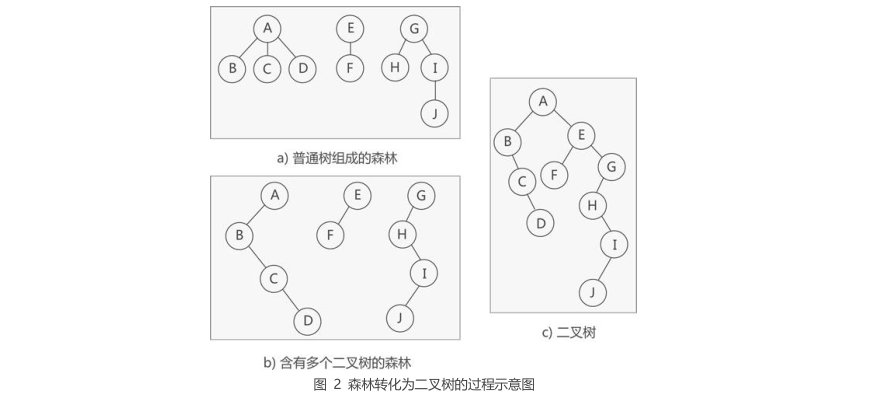 A E G
B C D F H I
J
a) 普通树组成的森林
A E G
B F H
C I
D J
b) 含有多个二叉树的森林
A
B E
C F G
H
D
I
J
c) 二叉树
图 2 森林转化为二叉树的过程示意图